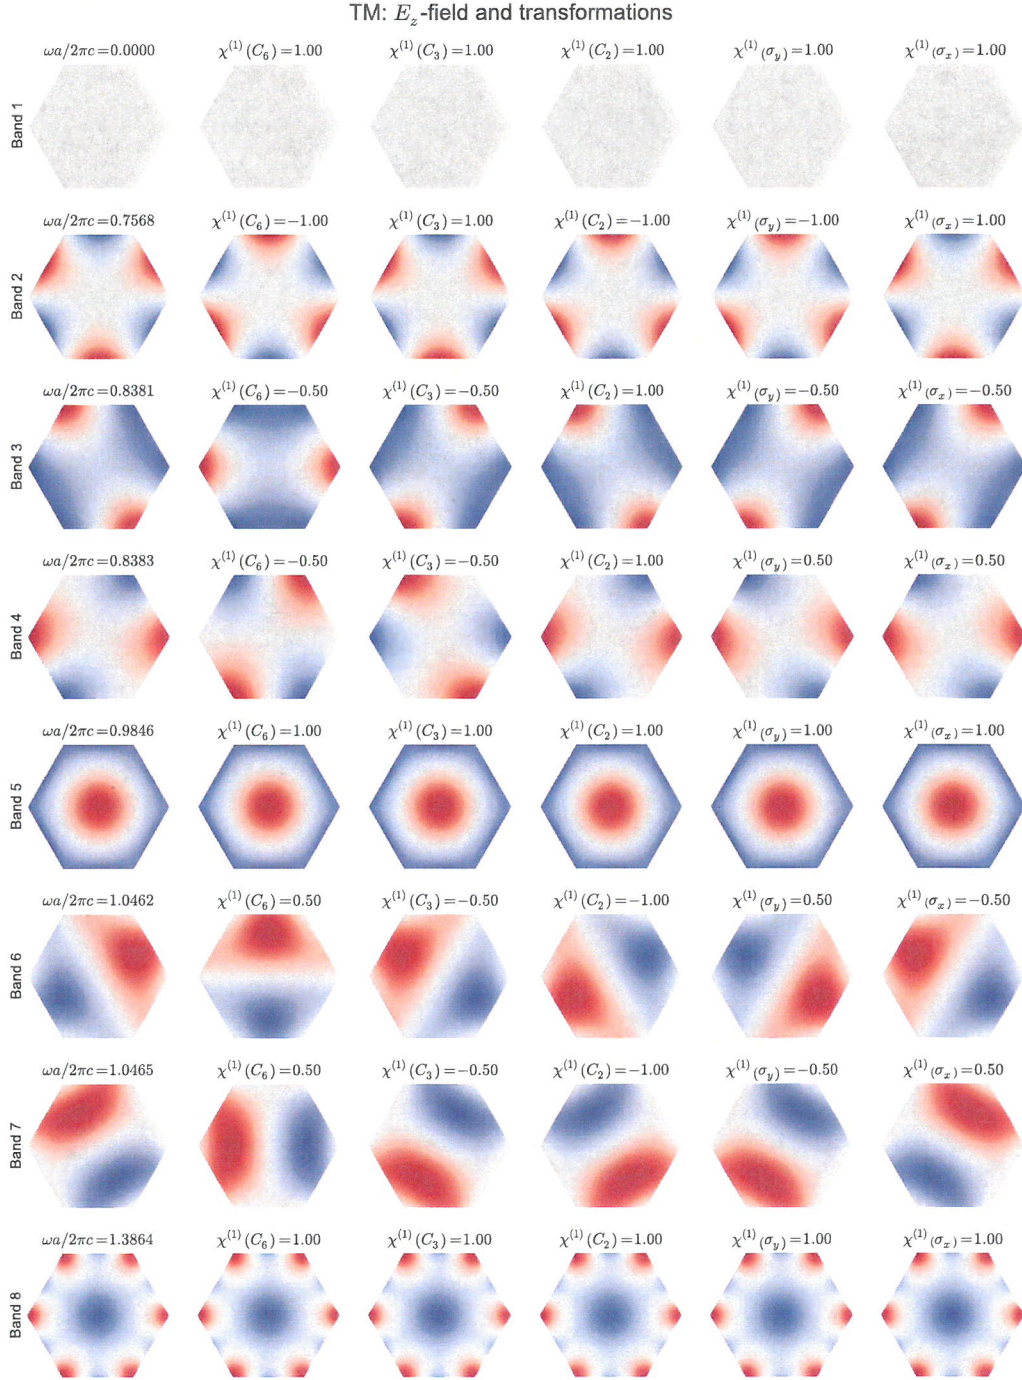 TM: E_z-field and transformations
ωa/2πc=0.0000 χ^(1)(C_6)=1.00 χ^(1)(C_3)=1.00 χ^(1)(C_2)=1.00 χ^(1)(σ_y)=1.00 χ^(1)(σ_x)=1.00
Band 1
ωa/2πc=0.7568 χ^(1)(C_6)=−1.00 χ^(1)(C_3)=1.00 χ^(1)(C_2)=−1.00 χ^(1)(σ_y)=−1.00 χ^(1)(σ_x)=1.00
Band 2
ωa/2πc=0.8381 χ^(1)(C_6)=−0.50 χ^(1)(C_3)=−0.50 χ^(1)(C_2)=1.00 χ^(1)(σ_y)=−0.50 χ^(1)(σ_x)=−0.50
Band 3
ωa/2πc=0.8383 χ^(1)(C_6)=−0.50 χ^(1)(C_3)=−0.50 χ^(1)(C_2)=1.00 χ^(1)(σ_y)=0.50 χ^(1)(σ_x)=0.50
Band 4
ωa/2πc=0.9846 χ^(1)(C_6)=1.00 χ^(1)(C_3)=1.00 χ^(1)(C_2)=1.00 χ^(1)(σ_y)=1.00 χ^(1)(σ_x)=1.00
Band 5
ωa/2πc=1.0462 χ^(1)(C_6)=0.50 χ^(1)(C_3)=−0.50 χ^(1)(C_2)=−1.00 χ^(1)(σ_y)=0.50 χ^(1)(σ_x)=−0.50
Band 6
ωa/2πc=1.0465 χ^(1)(C_6)=0.50 χ^(1)(C_3)=−0.50 χ^(1)(C_2)=−1.00 χ^(1)(σ_y)=−0.50 χ^(1)(σ_x)=0.50
Band 7
ωa/2πc=1.3864 χ^(1)(C_6)=1.00 χ^(1)(C_3)=1.00 χ^(1)(C_2)=1.00 χ^(1)(σ_y)=1.00 χ^(1)(σ_x)=1.00
Band 8